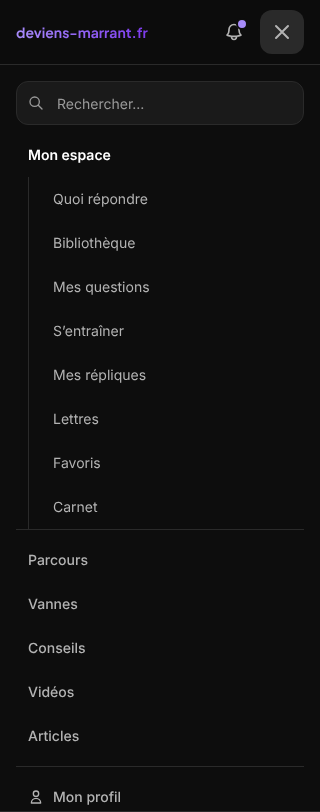 deviens-marrant.fr
Rechercher...
Mon espace
Quoi répondre
Bibliothèque
Mes questions
S’entraîner
Mes répliques
Lettres
Favoris
Carnet
Parcours
Vannes
Conseils
Vidéos
Articles
Mon profil